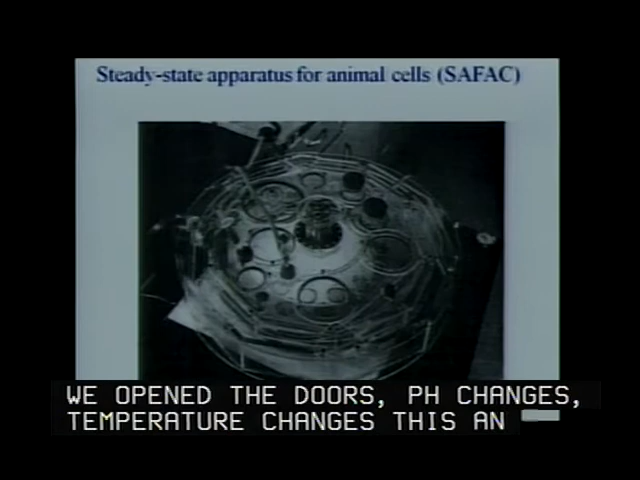 Steady-state apparatus for animal cells (SAFAC)
WE OPENED THE DOORS, PH CHANGES,
TEMPERATURE CHANGES THIS AN